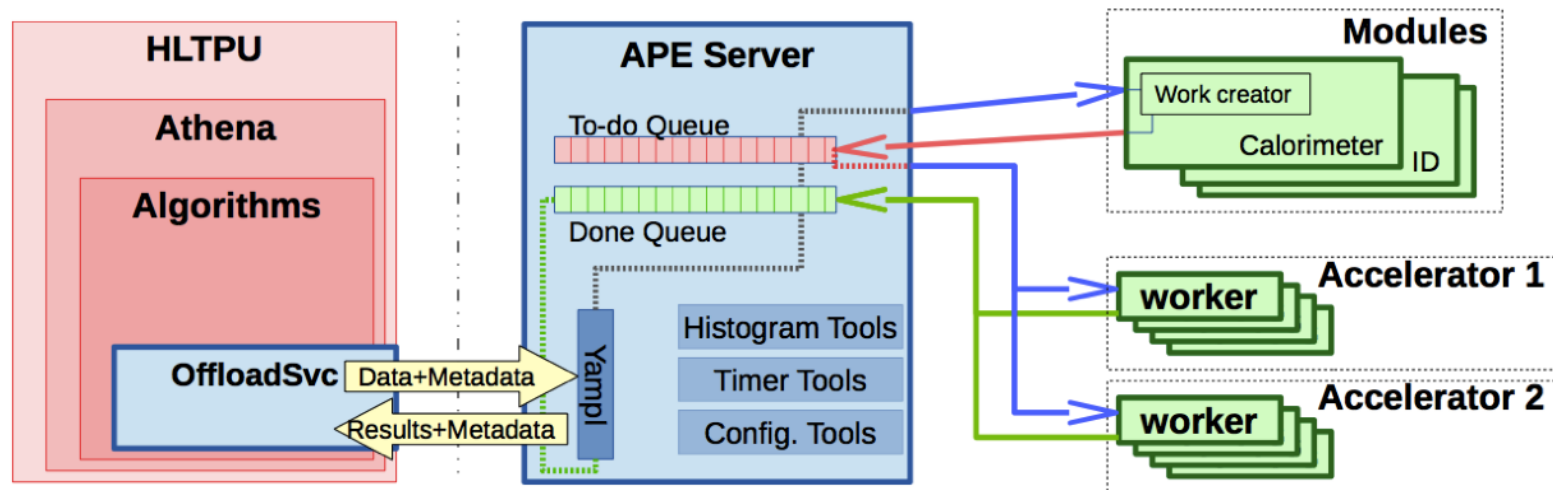 HLTPU
Athena
Algorithms
OffloadSvc
Data+Metadata
Results+Metadata
APE Server
To-do Queue
Done Queue
Yampl
Histogram Tools
Timer Tools
Config. Tools
Modules
Work creator
Calorimeter
ID
Accelerator 1
worker
Accelerator 2
worker